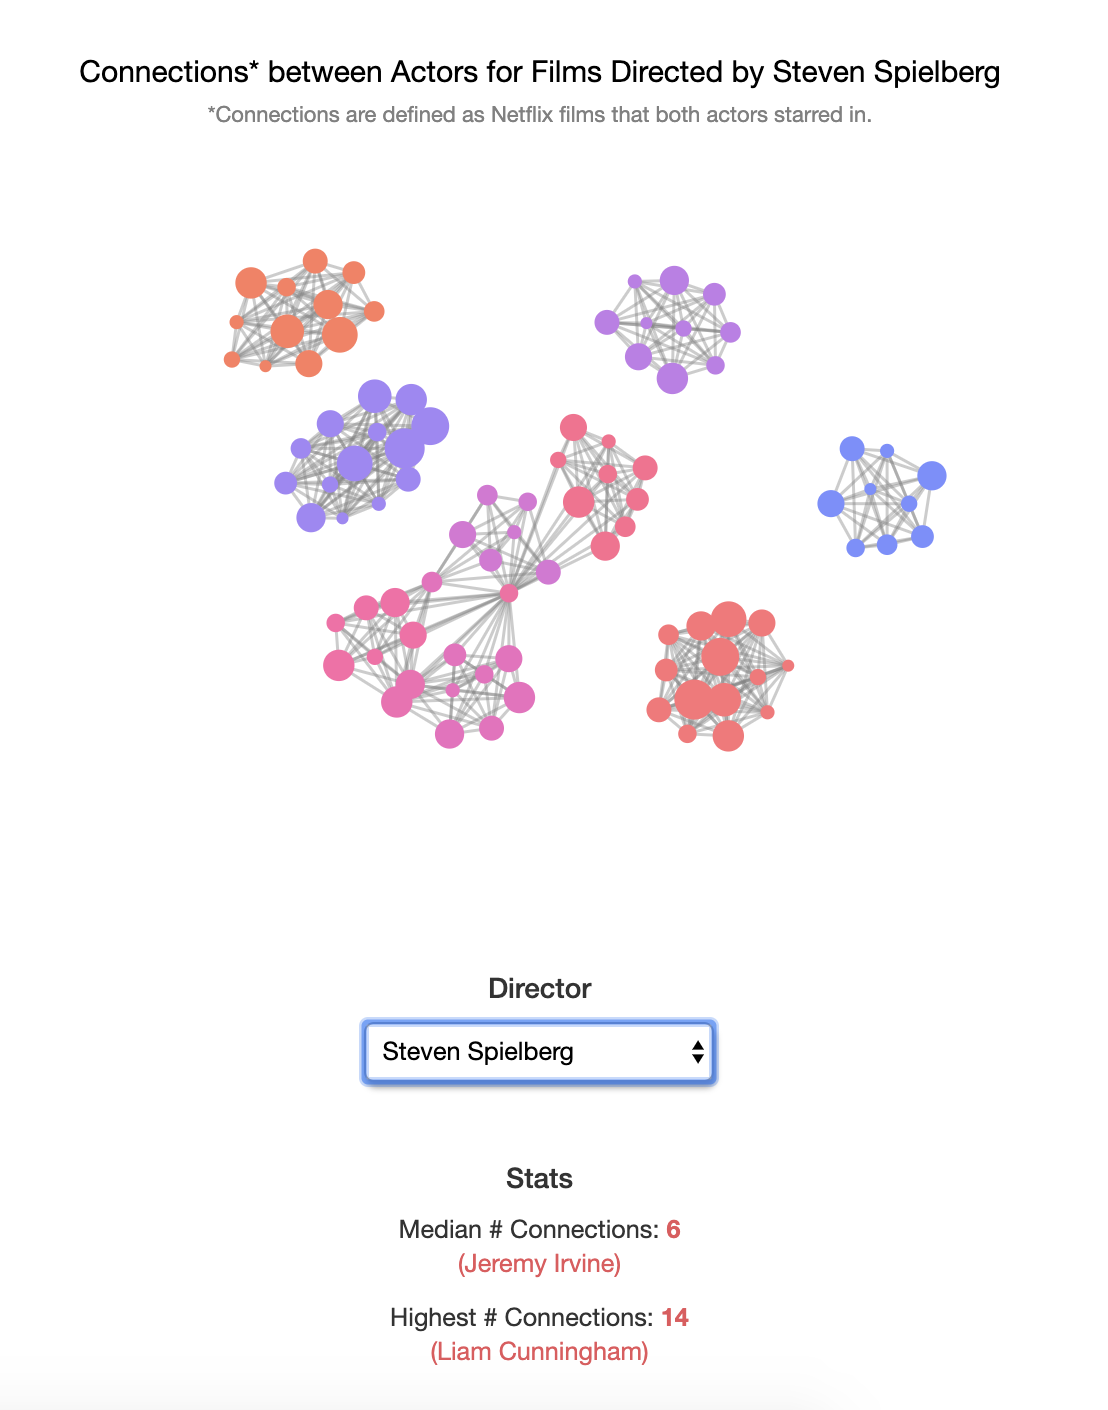 Connections* between Actors for Films Directed by Steven Spielberg
*Connections are defined as Netflix films that both actors starred in.
Director
Steven Spielberg
Stats
Median # Connections: 6
(Jeremy Irvine)
Highest # Connections: 14
(Liam Cunningham)